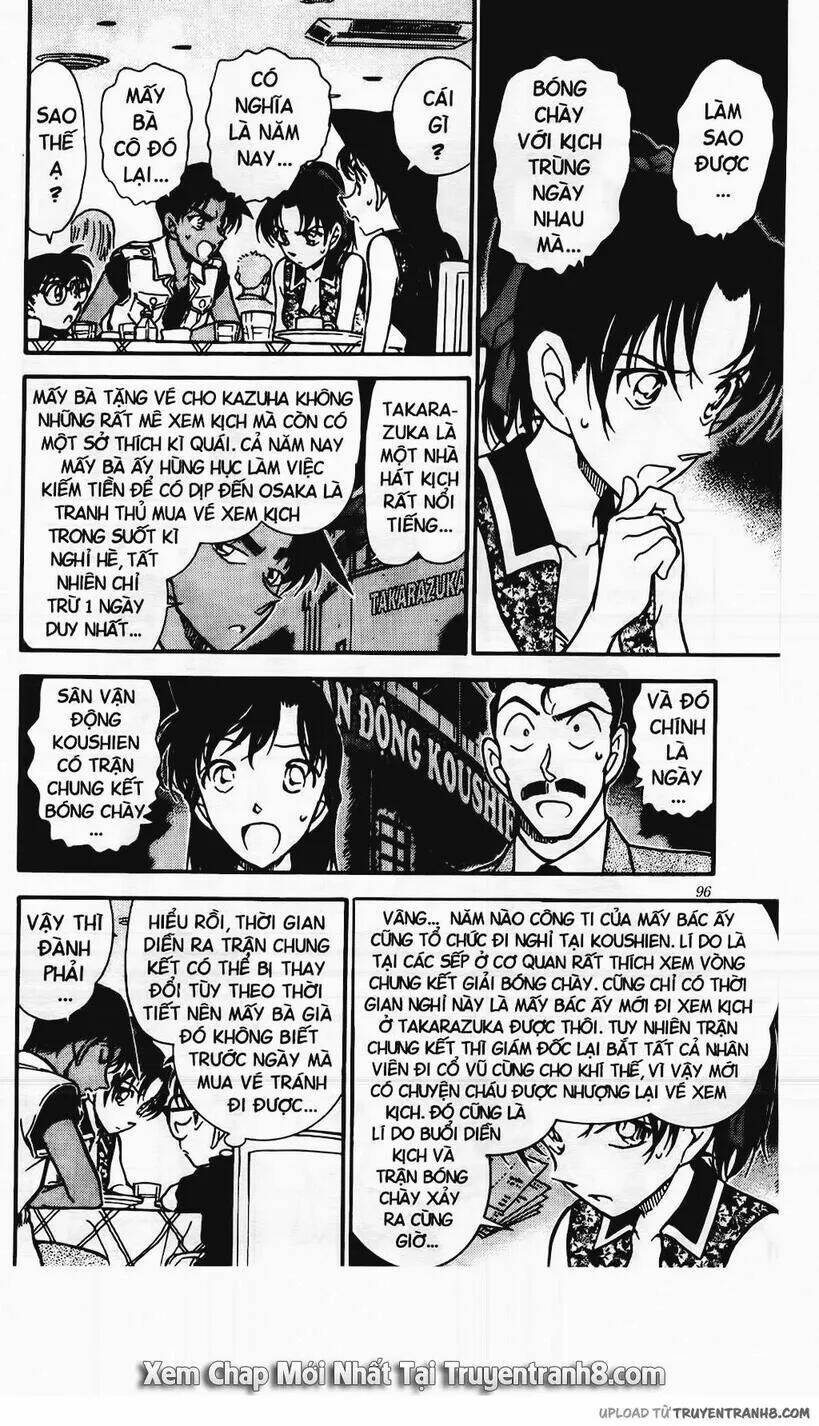 LÀM
SAO
ĐƯỢC
...
BÓNG
CHÀY
VỚI KỊCH
TRÙNG
NGÀY
NHAU
MÀ...
CÁI
GÌ
?
CÓ
NGHĨA
LÀ NĂM
NAY...
MẤY
BÀ
CÔ ĐÓ
LẠI...
SAO
THẾ
Ạ
?
TAKARA-
ZUKA LÀ
MỘT NHÀ
HÁT KỊCH
RẤT NỔI
TIẾNG...
MẤY BÀ TẶNG VÉ CHO KAZUHA KHÔNG
NHỮNG RẤT MÊ XEM KỊCH MÀ CÒN CÓ
MỘT SỞ THÍCH KÌ QUÁI. CẢ NĂM NAY
MẤY BÀ ẤY HÙNG HỤC LÀM VIỆC
KIẾM TIỀN ĐỂ CÓ DỊP ĐẾN OSAKA LÀ
TRANH THỦ MUA VÉ XEM KỊCH
TRONG SUỐT KÌ
NGHỈ HÈ, TẤT
NHIÊN CHỈ
TRỪ 1 NGÀY
DUY NHẤT...
TAKARAZUKA
VÀ ĐÓ
CHÍNH
LÀ
NGÀY
...
SÂN VẬN
ĐỘNG
KOUSHIEN
CÓ TRẬN
CHUNG KẾT
BÓNG CHÀY
...
ẬN ĐỘNG KOUSHIE
96
VÂNG... NĂM NÀO CÔNG TI CỦA MẤY BÁC ẤY
CŨNG TỔ CHỨC ĐI NGHỈ TẠI KOUSHIEN. LÍ DO LÀ
TẠI CÁC SẾP Ở CƠ QUAN RẤT THÍCH XEM VÒNG
CHUNG KẾT GIẢI BÓNG CHÀY. CŨNG CHỈ CÓ THỜI
GIAN NGHỈ NÀY LÀ MẤY BÁC ẤY MỚI ĐI XEM KỊCH
Ở TAKARAZUKA ĐƯỢC THÔI. TUY NHIÊN TRẬN
CHUNG KẾT THÌ GIÁM ĐỐC LẠI BẮT TẤT CẢ NHÂN
VIÊN ĐI CỔ VŨ CÙNG CHO KHÍ THẾ, VÌ VẬY MỚI
CÓ CHUYỆN CHÁU ĐƯỢC NHƯỢNG LẠI VÉ XEM
KỊCH. ĐÓ CŨNG LÀ
LÍ DO BUỔI DIỄN
KỊCH VÀ
TRẬN BÓNG
CHÀY XẢY
RA CÙNG
GIỜ...
HIỂU RỒI, THỜI GIAN
DIỄN RA TRẬN CHUNG
KẾT CÓ THỂ BỊ THAY
ĐỔI TÙY THEO THỜI
TIẾT NÊN MẤY BÀ GIÀ
ĐÓ KHÔNG BIẾT
TRƯỚC NGÀY MÀ
MUA VÉ TRÁNH
ĐI ĐƯỢC...
VẬY THÌ
ĐÀNH
PHẢI
...
Xem Chap Mới Nhất Tại Truyentranh8.com
UPLOAD TỪ TRUYENTRANH8.COM